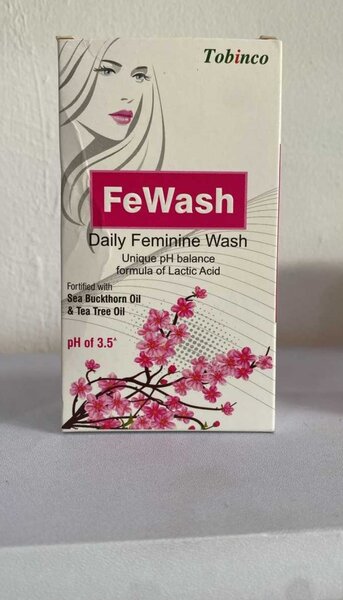 Tobinco
FeWash
Daily Feminine Wash
Unique pH balance
formula of Lactic Acid
Fortified with
Sea Buckthorn Oil
& Tea Tree Oil
pH of 3.5^